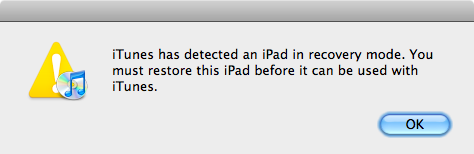 iTunes has detected an iPad in recovery mode. You
must restore this iPad before it can be used with
iTunes.
OK